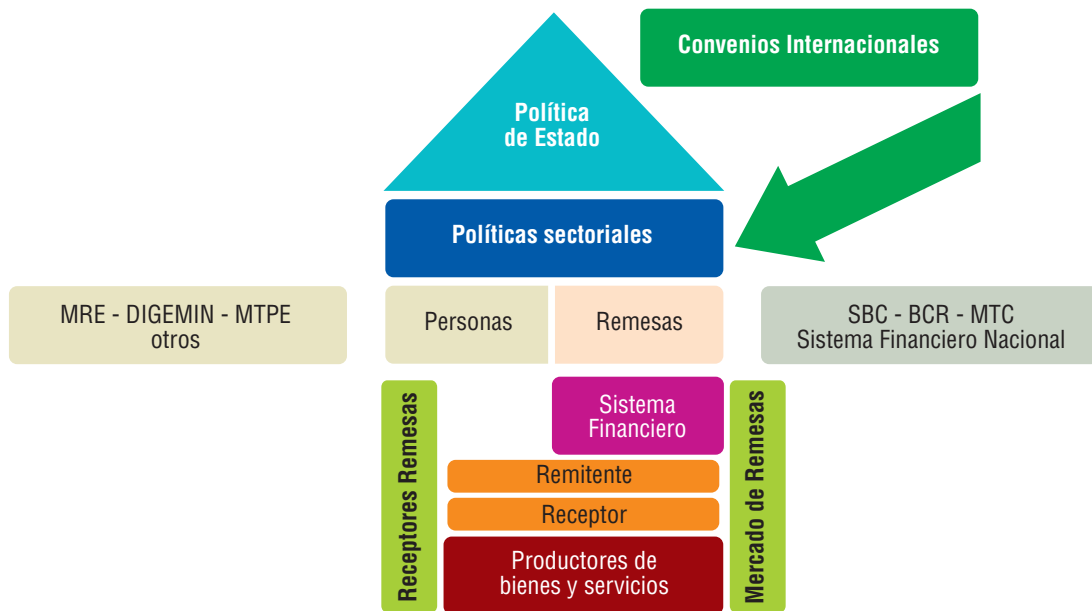 Convenios Internacionales
Política
de Estado
Políticas sectoriales
MRE - DIGEMIN - MTPE
otros
Personas
Remesas
SBC - BCR - MTC
Sistema Financiero Nacional
Receptores Remesas
Sistema
Financiero
Remitente
Receptor
Productores de
bienes y servicios
Mercado de Remesas